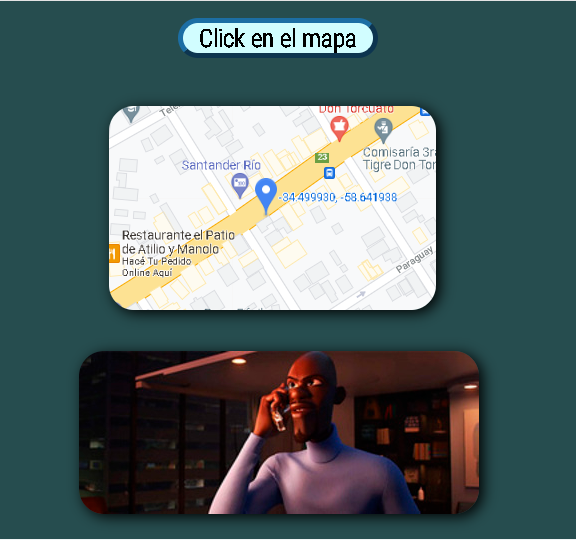 Click en el mapa
Don Torcuato
23
Comisaría 3ra
Tigre Don Tor
Santander Río
-34.499930, -58.641938
Restaurante el Patio
de Atilio y Manolo
Hacé Tu Pedido
Online Aquí
Paraguay